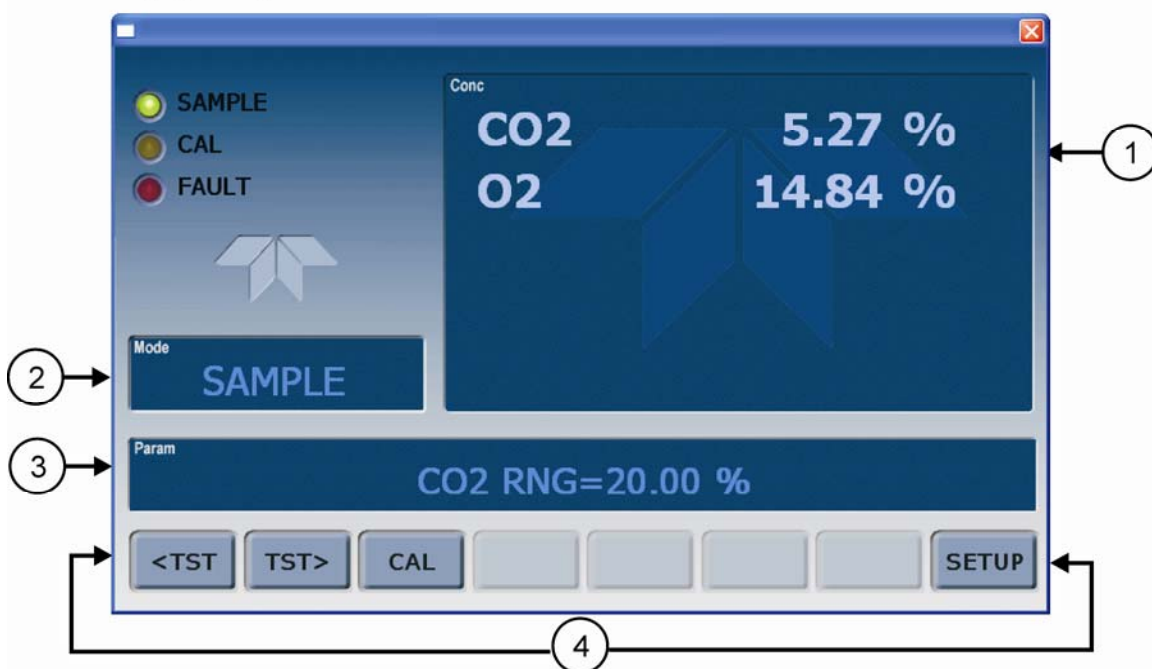 SAMPLE
CAL
FAULT
Conc
CO2 5.27 %
O2 14.84 %
1
Mode
SAMPLE
2
Param
CO2 RNG=20.00 %
3
<TST TST> CAL SETUP
4